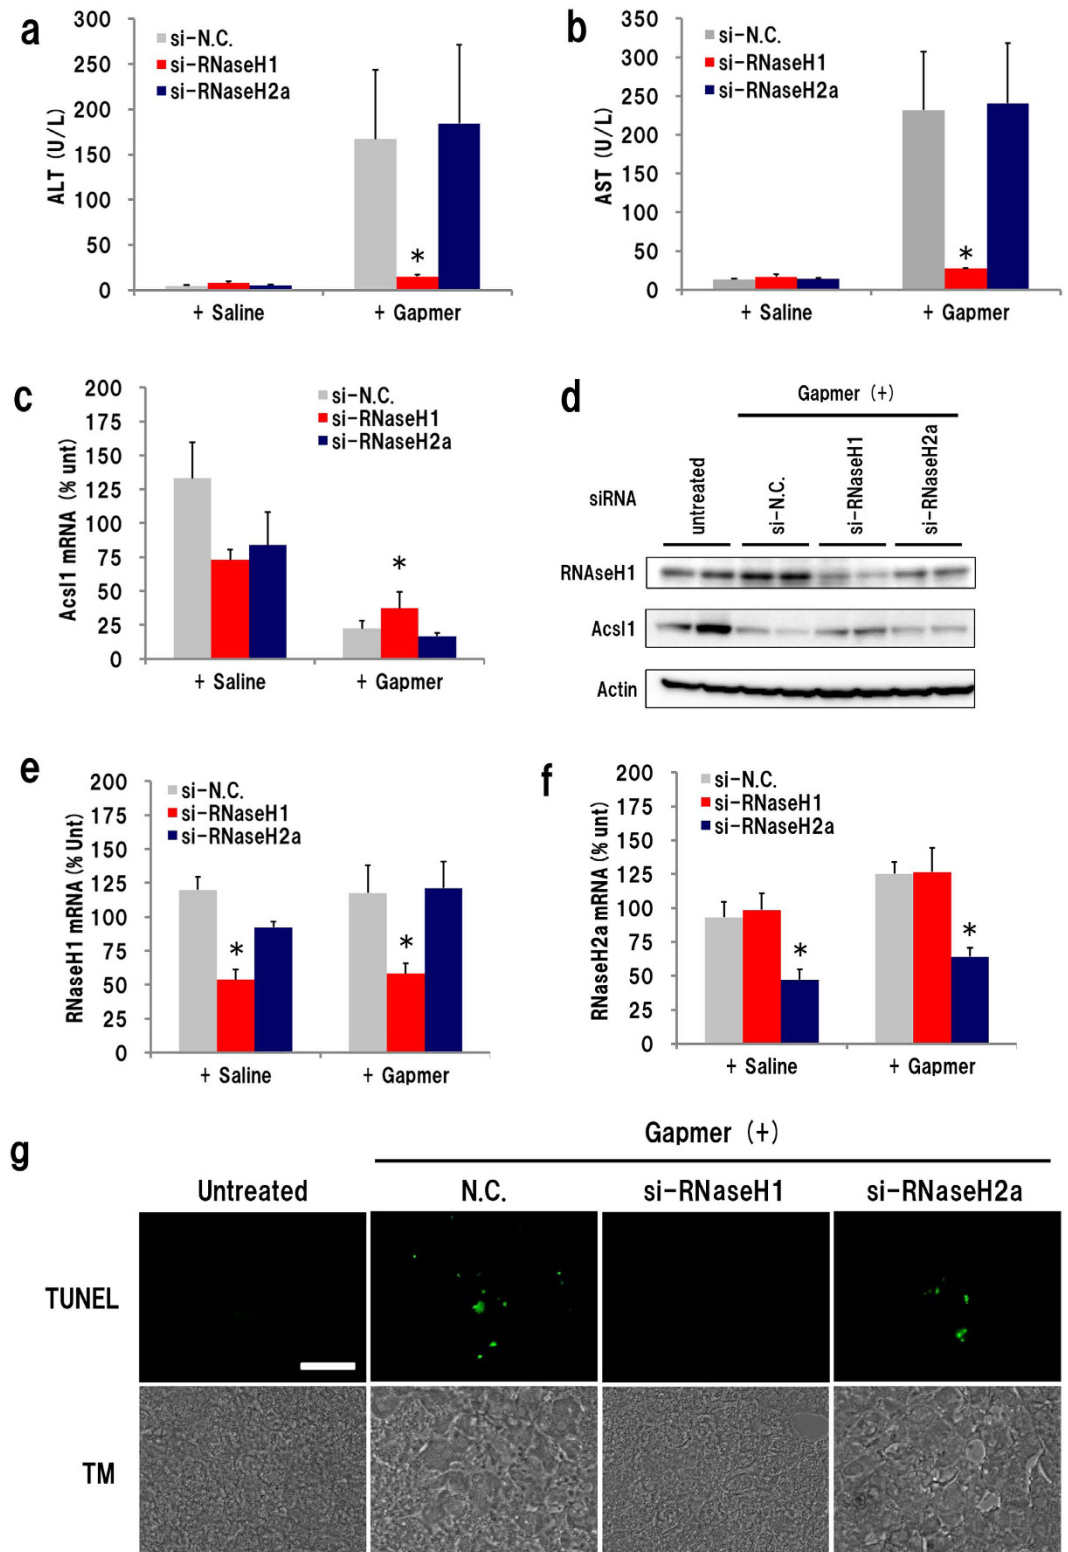 a
ALT (U/L)
300
250
200
150
100
50
0
si-N.C.
si-RNaseH1
si-RNaseH2a
*
+ Saline
+ Gapmer
b
AST (U/L)
350
300
250
200
150
100
50
0
si-N.C.
si-RNaseH1
si-RNaseH2a
*
+ Saline
+ Gapmer
c
Acsl1 mRNA (% unt)
200
175
150
125
100
75
50
25
0
si-N.C.
si-RNaseH1
si-RNaseH2a
*
+ Saline
+ Gapmer
d
Gapmer (+)
siRNA
untreated
si-N.C.
si-RNaseH1
si-RNaseH2a
RNAseH1
Acsl1
Actin
e
RNaseH1 mRNA (% Unt)
200
175
150
125
100
75
50
25
0
si-N.C.
si-RNaseH1
si-RNaseH2a
*
*
+ Saline
+ Gapmer
f
RNaseH2a mRNA (% unt)
200
175
150
125
100
75
50
25
0
si-N.C.
si-RNaseH1
si-RNaseH2a
*
*
+ Saline
+ Gapmer
g
Gapmer (+)
Untreated
N.C.
si-RNaseH1
si-RNaseH2a
TUNEL
TM